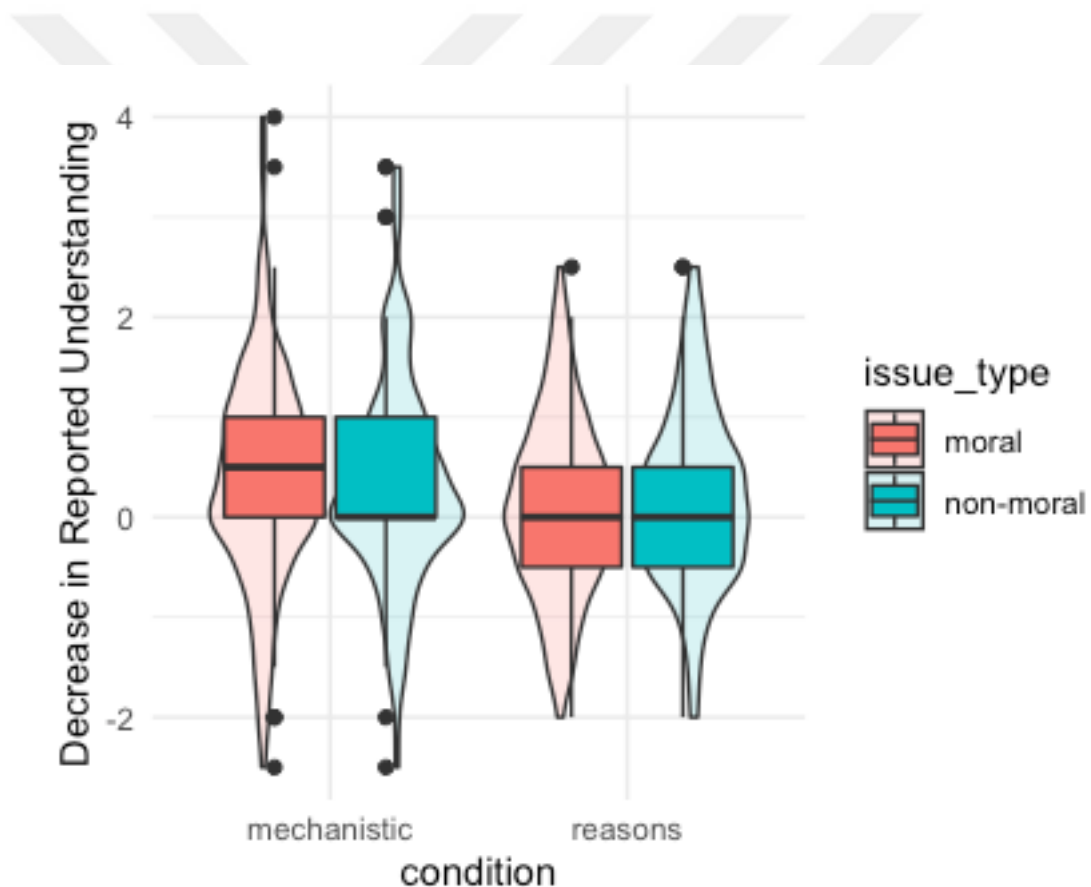 Decrease in Reported Understanding
4
2
0
-2
mechanistic
reasons
condition
issue_type
moral
non-moral